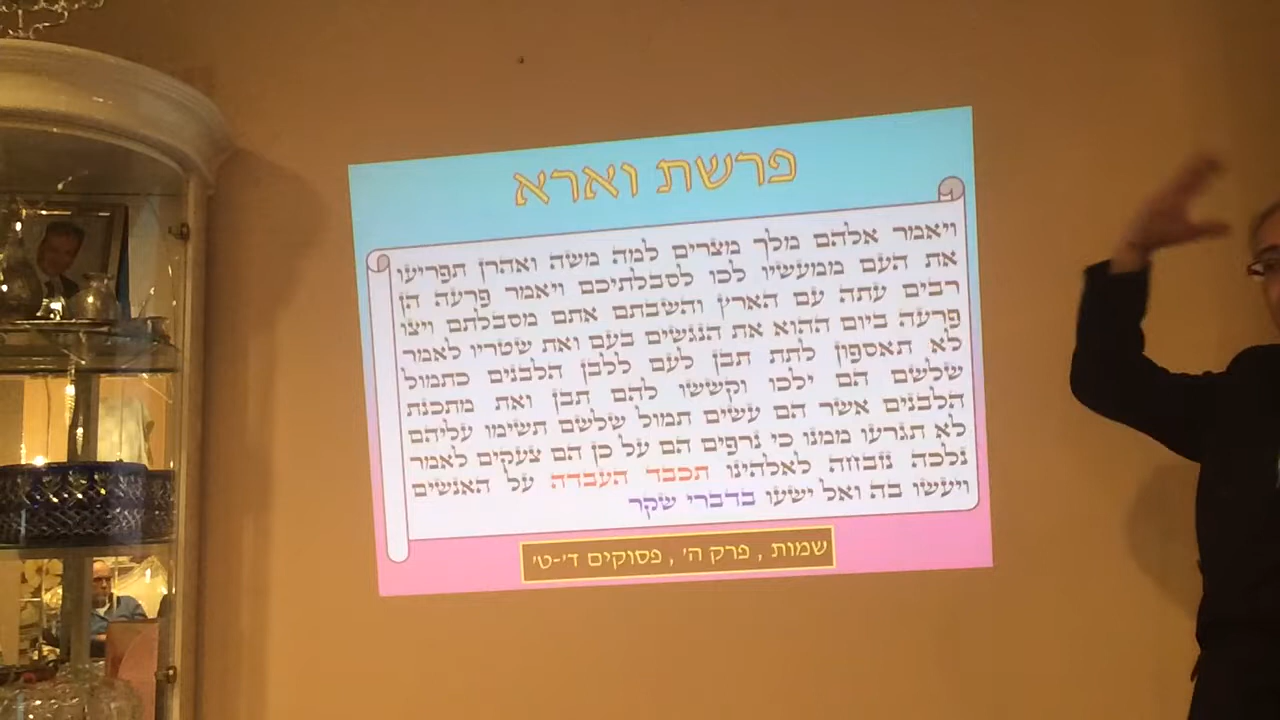 פרשת וארא
ויאמר אלהם מלך מצרים למה משה ואהרן תפריעו
את העם ממעשיו לכו לסבלתיכם ויאמר פרעה הן
רבים עתה עם הארץ והשבתם אתם מסבלתם ויצו
פרעה ביום ההוא את הנגשים בעם ואת שטריו לאמר
לא תאספון לתת תבן לעם ללבן הלבנים כתמול
שלשם הם ילכו וקששו להם תבן ואת מתכנת
הלבנים אשר הם עשים תמול שלשם תשימו עליהם
לא תגרעו ממנו כי נרפים הם על כן הם צעקים לאמר
נלכה נזבחה לאלהינו תכבד העבדה על האנשים
ויעשו בה ואל ישעו בדברי שקר
שמות , פרק ה' , פסוקים ד'-ט'